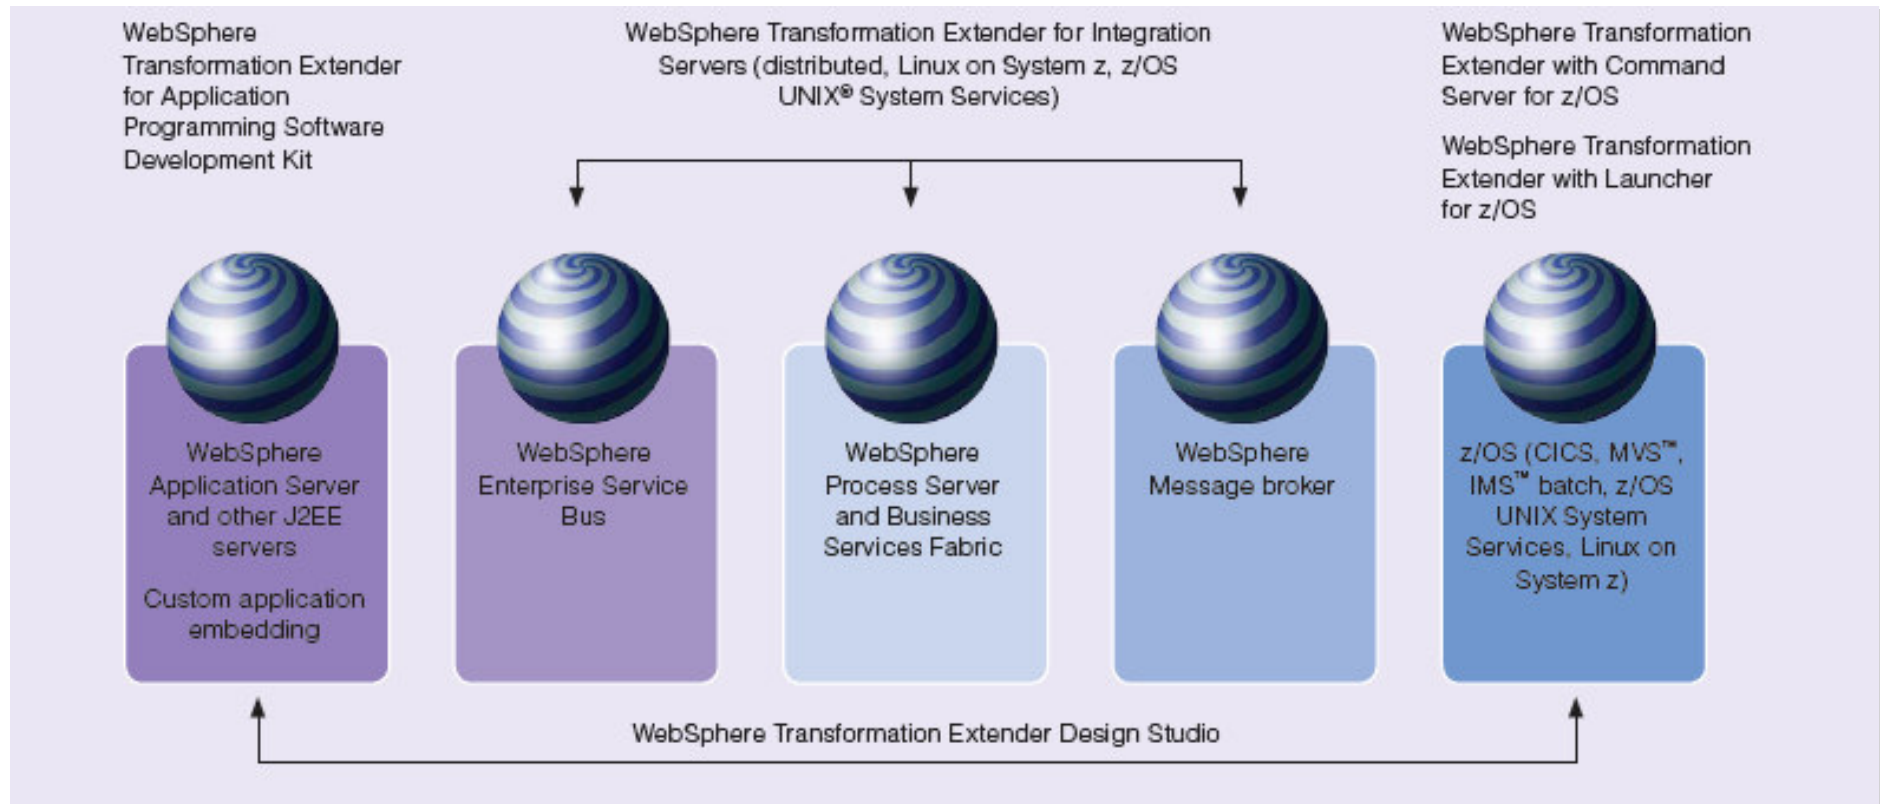 WebSphere
Transformation Extender
for Application
Programming Software
Development Kit
WebSphere Transformation Extender for Integration
Servers (distributed, Linux on System z, z/OS
UNIX® System Services)
WebSphere Transformation
Extender with Command
Server for z/OS
WebSphere Transformation
Extender with Launcher
for z/OS
WebSphere
Application Server
and other J2EE
servers
Custom application
embedding
WebSphere
Enterprise Service
Bus
WebSphere
Process Server
and Business
Services Fabric
WebSphere
Message broker
z/OS (CICS, MVS™,
IMS™ batch, z/OS
UNIX System
Services, Linux on
System z)
WebSphere Transformation Extender Design Studio